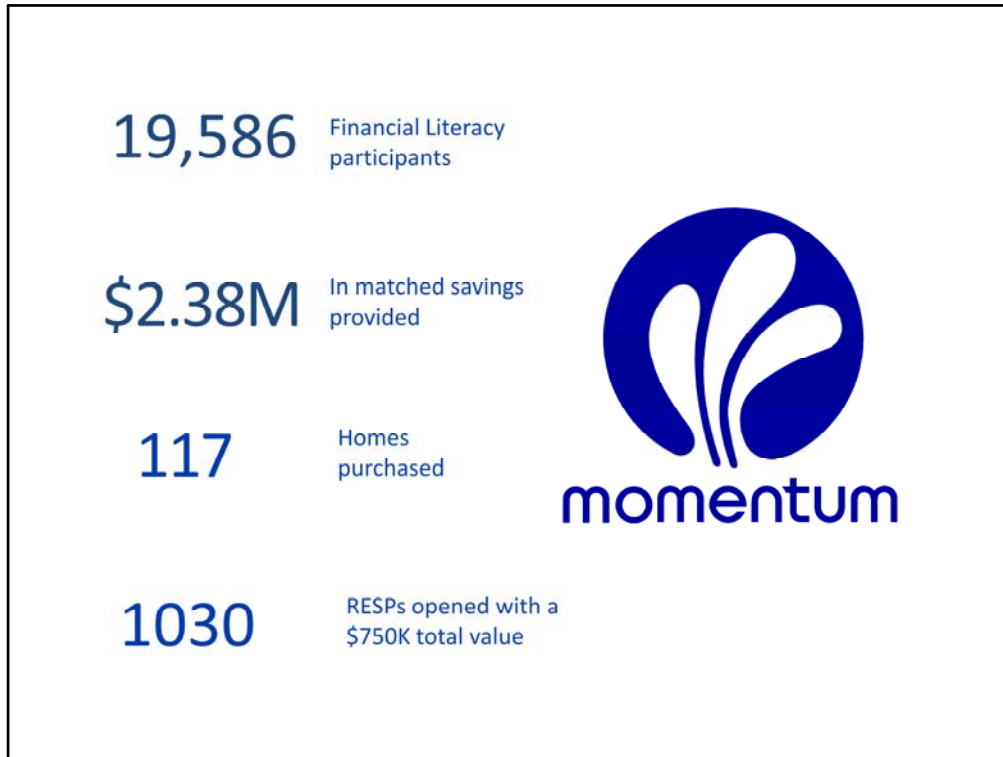 19,586
Financial Literacy
participants
$2.38M
In matched savings
provided
117
Homes
purchased
1030
RESPs opened with a
$750K total value
momentum